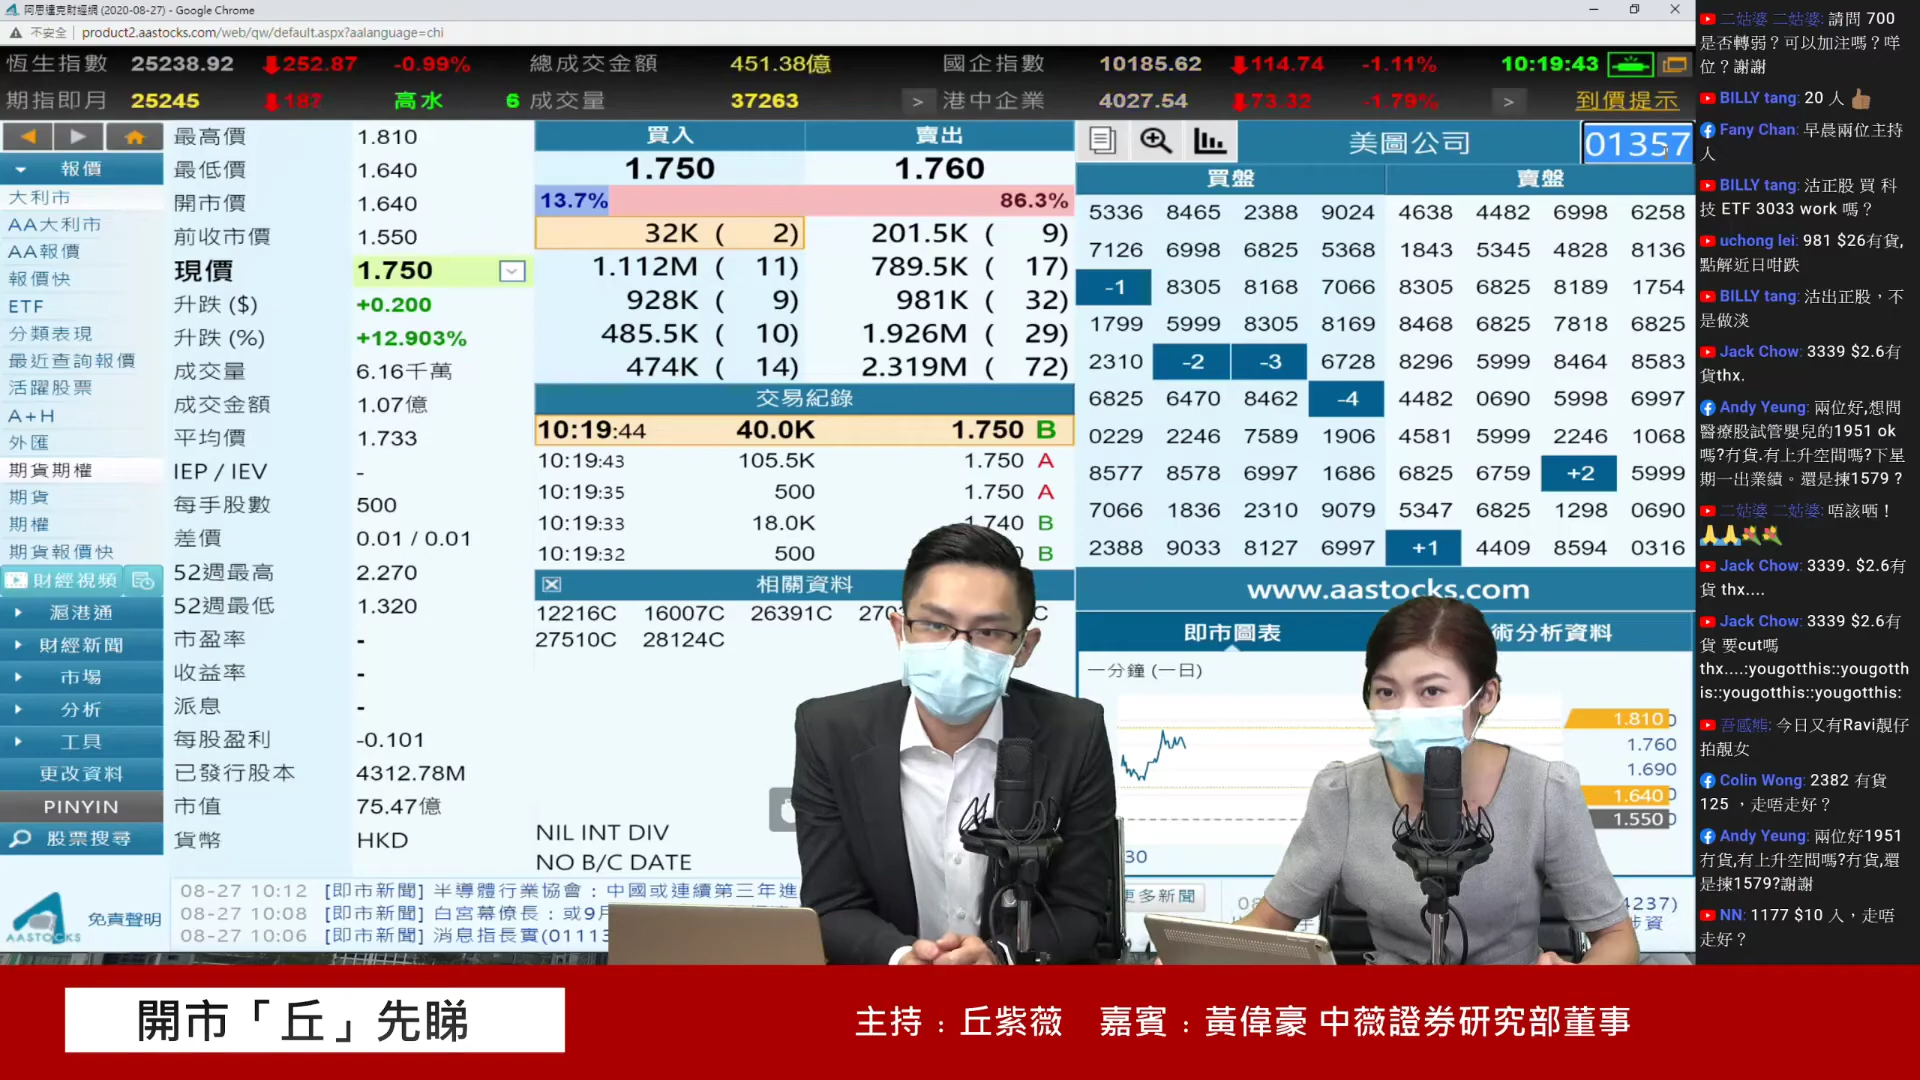 阿思達克財經網 (2020-08-27) - Google Chrome
不安全 | product2.aastocks.com/web/qw/default.aspx?aalanguage=chi
恆生指數 25238.92 252.87 -0.99% 總成交金額 451.38億 國企指數 10185.62 114.74 -1.11% 10:19:43
期指即月 25245 高水 6 成交量 37263 > 港中企業 4027.54 73.32 -1.79% > 到價提示
報價
大利市
AA大利市
AA報價
報價快
ETF
分類表現
最近查詢報價
活躍股票
A+H
外匯
期貨期權
期貨
期權
期貨報價快
財經視頻
滬港通
財經新聞
市場
分析
工具
更改資料
PINYIN
股票搜尋
AASTOCKS
免責聲明
最高價 1.810
最低價 1.640
開市價 1.640
前收市價 1.550
現價 1.750
升跌 ($) +0.200
升跌 (%) +12.903%
成交量 6.16千萬
成交金額 1.07億
平均價 1.733
IEP / IEV -
每手股數 500
差價 0.01 / 0.01
52週最高 2.270
52週最低 1.320
市盈率 -
收益率 -
派息 -
每股盈利 -0.101
已發行股本 4312.78M
市值 75.47億
貨幣 HKD
買入 賣出
1.750 1.760
13.7% 86.3%
32K ( 2) 201.5K ( 9)
1.112M ( 11) 789.5K ( 17)
928K ( 9) 981K ( 32)
485.5K ( 10) 1.926M ( 29)
474K ( 14) 2.319M ( 72)
交易紀錄
10:19:44 40.0K 1.750 B
10:19:43 105.5K 1.750 A
10:19:35 500 1.750 A
10:19:33 18.0K 1.740 B
10:19:32 500 B
相關資料
12216C 16007C 26391C
27510C 28124C
NIL INT DIV
NO B/C DATE
美圖公司 01357
買盤 賣盤
5336 8465 2388 9024 4638 4482 6998 6258
7126 6998 6825 5368 1843 5345 4828 8136
-1 8305 8168 7066 8305 6825 8189 1754
1799 5999 8305 8169 8468 6825 7818 6825
2310 -2 -3 6728 8296 5999 8464 8583
6825 6470 8462 -4 4482 0690 5998 6997
0229 2246 7589 1906 4581 5999 2246 1068
8577 8578 6997 1686 6825 6759 +2 5999
7066 1836 2310 9079 5347 6825 1298 0690
2388 9033 8127 6997 +1 4409 8594 0316
www.aastocks.com
即市圖表 術分析資料
一分鐘 (一日)
1.810
1.760
1.690
1.640
1.550
30
08-27 10:12 [即市新聞] 半導體行業協會：中國或連續第三年進
08-27 10:08 [即市新聞] 白宮幕僚長：或9月
08-27 10:06 [即市新聞] 消息指長實(01113
更多新聞
4237)
二姑婆 二姑婆: 請問 700
是否轉弱？可以加注嗎？咩
位？謝謝
BILLY tang: 20 人
Fany Chan: 早晨兩位主持
人
BILLY tang: 沽正股 買 科
技 ETF 3033 work 嗎？
uchong lei: 981 $26有貨,
點解近日咁跌
BILLY tang: 沽出正股，不
是做淡
Jack Chow: 3339 $2.6有
貨thx.
Andy Yeung: 兩位好,想問
醫療股試管嬰兒的1951 ok
嗎?冇貨.有上升空間嗎?下星
期一出業績。還是揀1579 ?
二姑婆 二姑婆: 唔該晒！
🙏🙏💐💐
Jack Chow: 3339. $2.6有
貨 thx....
Jack Chow: 3339 $2.6有
貨 要cut嗎
thx....:yougotthis::yougotth
is::yougotthis::yougotthis:
吾感熊: 今日又有Ravi靚仔
拍靚女
Colin Wong: 2382 有貨
125 ，走唔走好？
Andy Yeung: 兩位好1951
冇貨,有上升空間嗎?冇貨,還
是揀1579?謝謝
NN: 1177 $10 人，走唔
走好？
開市「丘」先睇
主持：丘紫薇 嘉賓：黃偉豪 中薇證券研究部董事